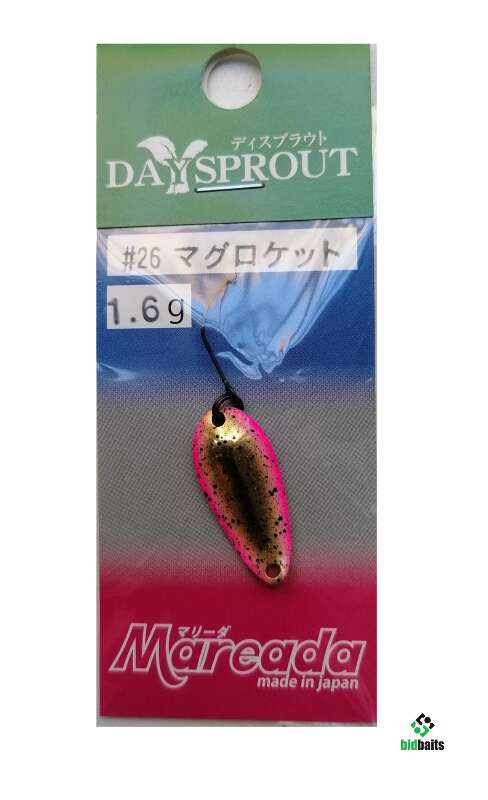 ディスプラウト
DAYSPROUT
#26 マグロケット
1.6g
マリーダ
Mareada
made in japan
bidbaits